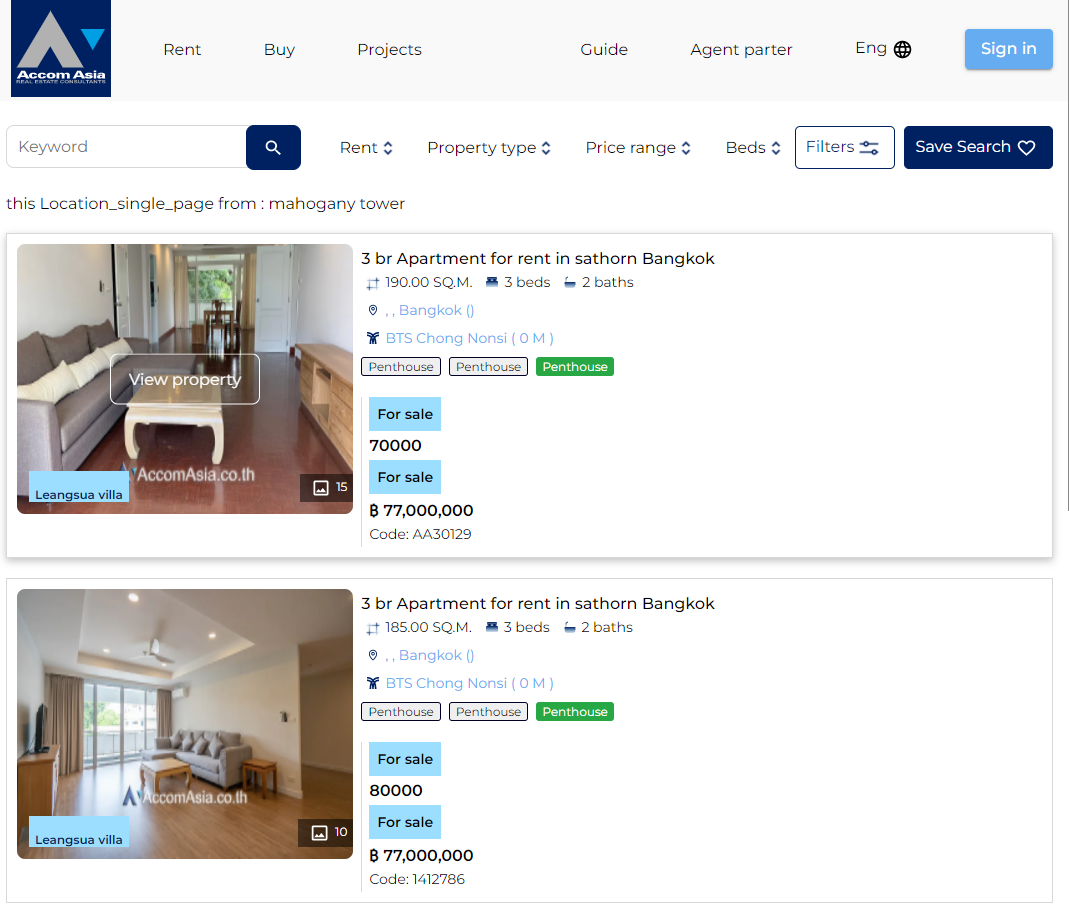 Accom Asia
REAL ESTATE CONSULTANTS
Rent
Buy
Projects
Guide
Agent parter
Eng
Sign in
Keyword
Rent
Property type
Price range
Beds
Filters
Save Search
this Location_single_page from : mahogany tower
3 br Apartment for rent in sathorn Bangkok
190.00 SQ.M. 3 beds 2 baths
, , Bangkok ()
BTS Chong Nonsi ( 0 M )
Penthouse Penthouse Penthouse
For sale
70000
For sale
฿ 77,000,000
Code: AA30129
View property
AccomAsia.co.th
Leangsua villa
15
3 br Apartment for rent in sathorn Bangkok
185.00 SQ.M. 3 beds 2 baths
, , Bangkok ()
BTS Chong Nonsi ( 0 M )
Penthouse Penthouse Penthouse
For sale
80000
For sale
฿ 77,000,000
Code: 1412786
AccomAsia.co.th
Leangsua villa
10